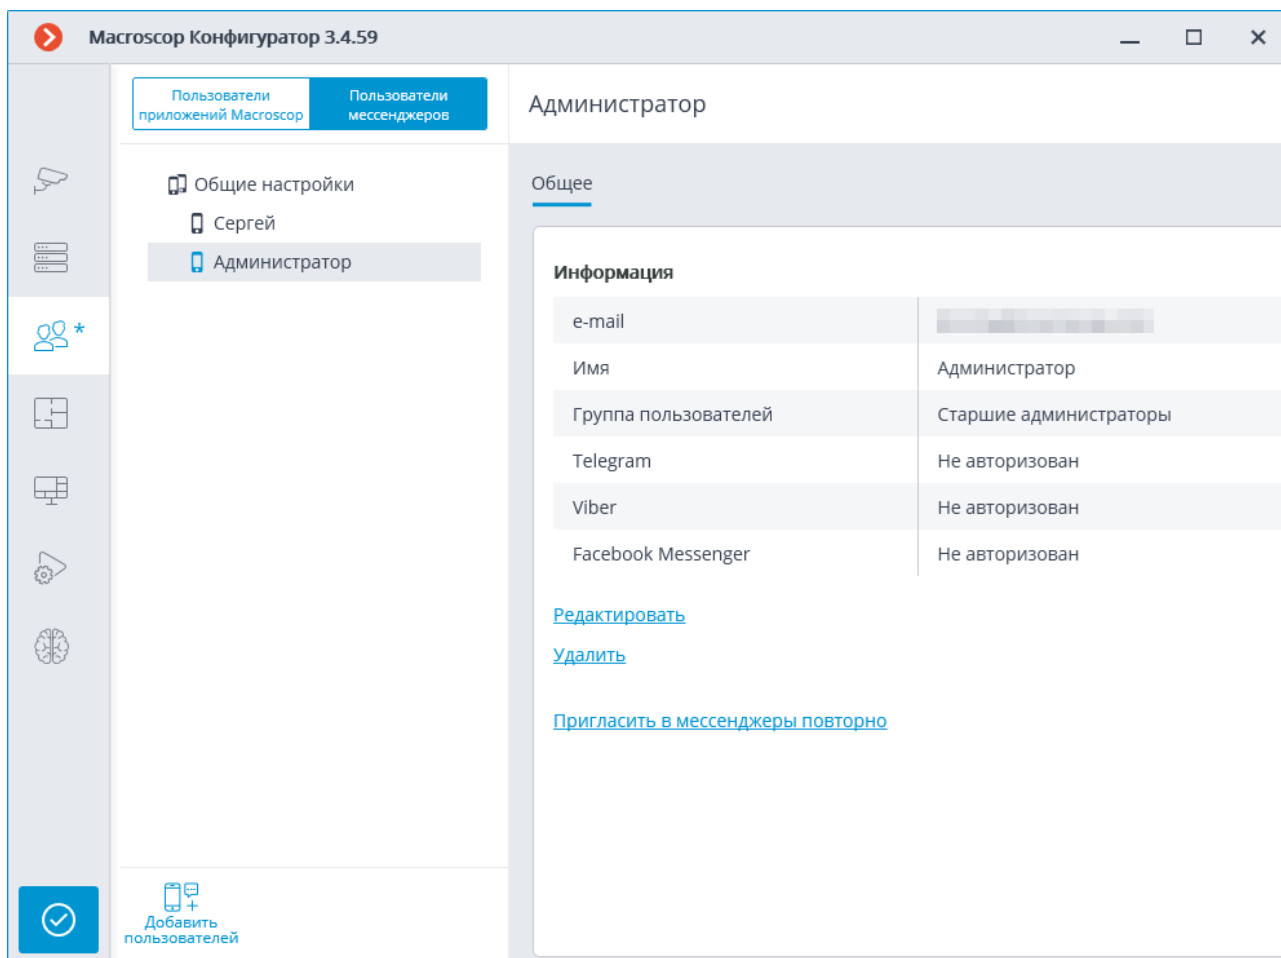 Macroscop Конфигуратор 3.4.59
Пользователи
приложений Macroscop
Пользователи
мессенджеров
Администратор
Общие настройки
Сергей
Администратор
Общее
Информация
e-mail
Имя Администратор
Группа пользователей Старшие администраторы
Telegram Не авторизован
Viber Не авторизован
Facebook Messenger Не авторизован
Редактировать
Удалить
Пригласить в мессенджеры повторно
*
Добавить
пользователей